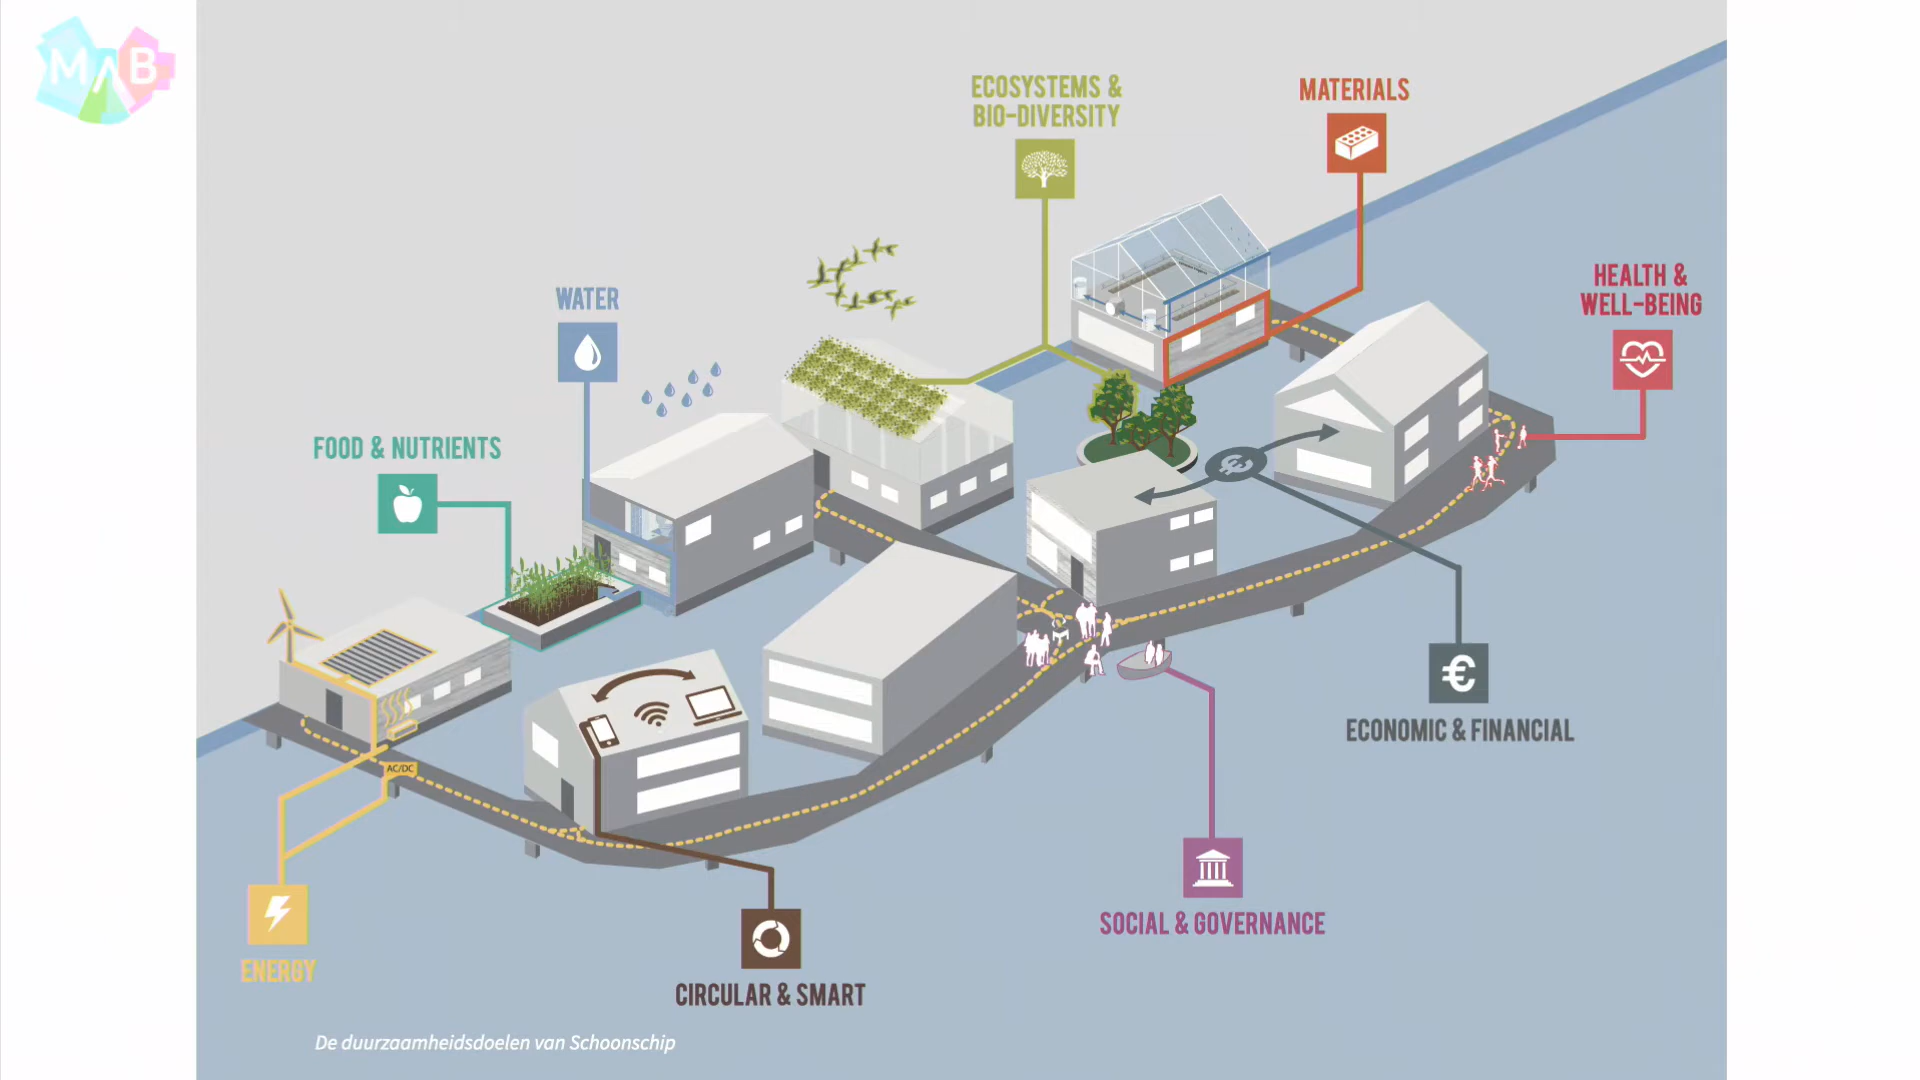 MAB
ECOSYSTEMS &
BIO-DIVERSITY
MATERIALS
HEALTH &
WELL-BEING
WATER
FOOD & NUTRIENTS
AC/DC
ECONOMIC & FINANCIAL
SOCIAL & GOVERNANCE
ENERGY
CIRCULAR & SMART
De duurzaamheidsdoelen van Schoonschip